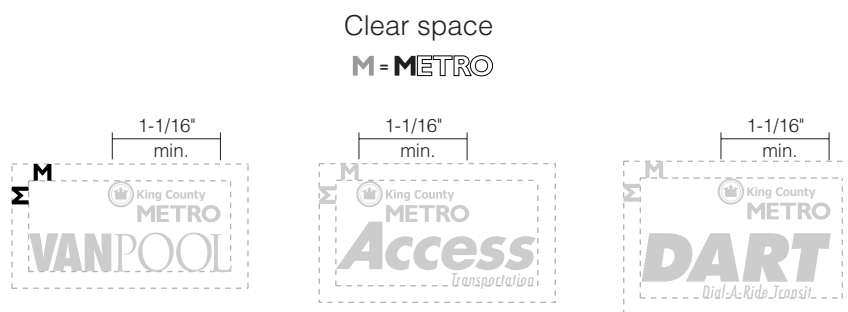 Clear space
M = METRO
1-1/16"
min.
M
M
King County
METRO
VANPOOL
1-1/16"
min.
M
M
King County
METRO
Access
Transportation
1-1/16"
min.
M
M
King County
METRO
DART
Dial-A-Ride Transit